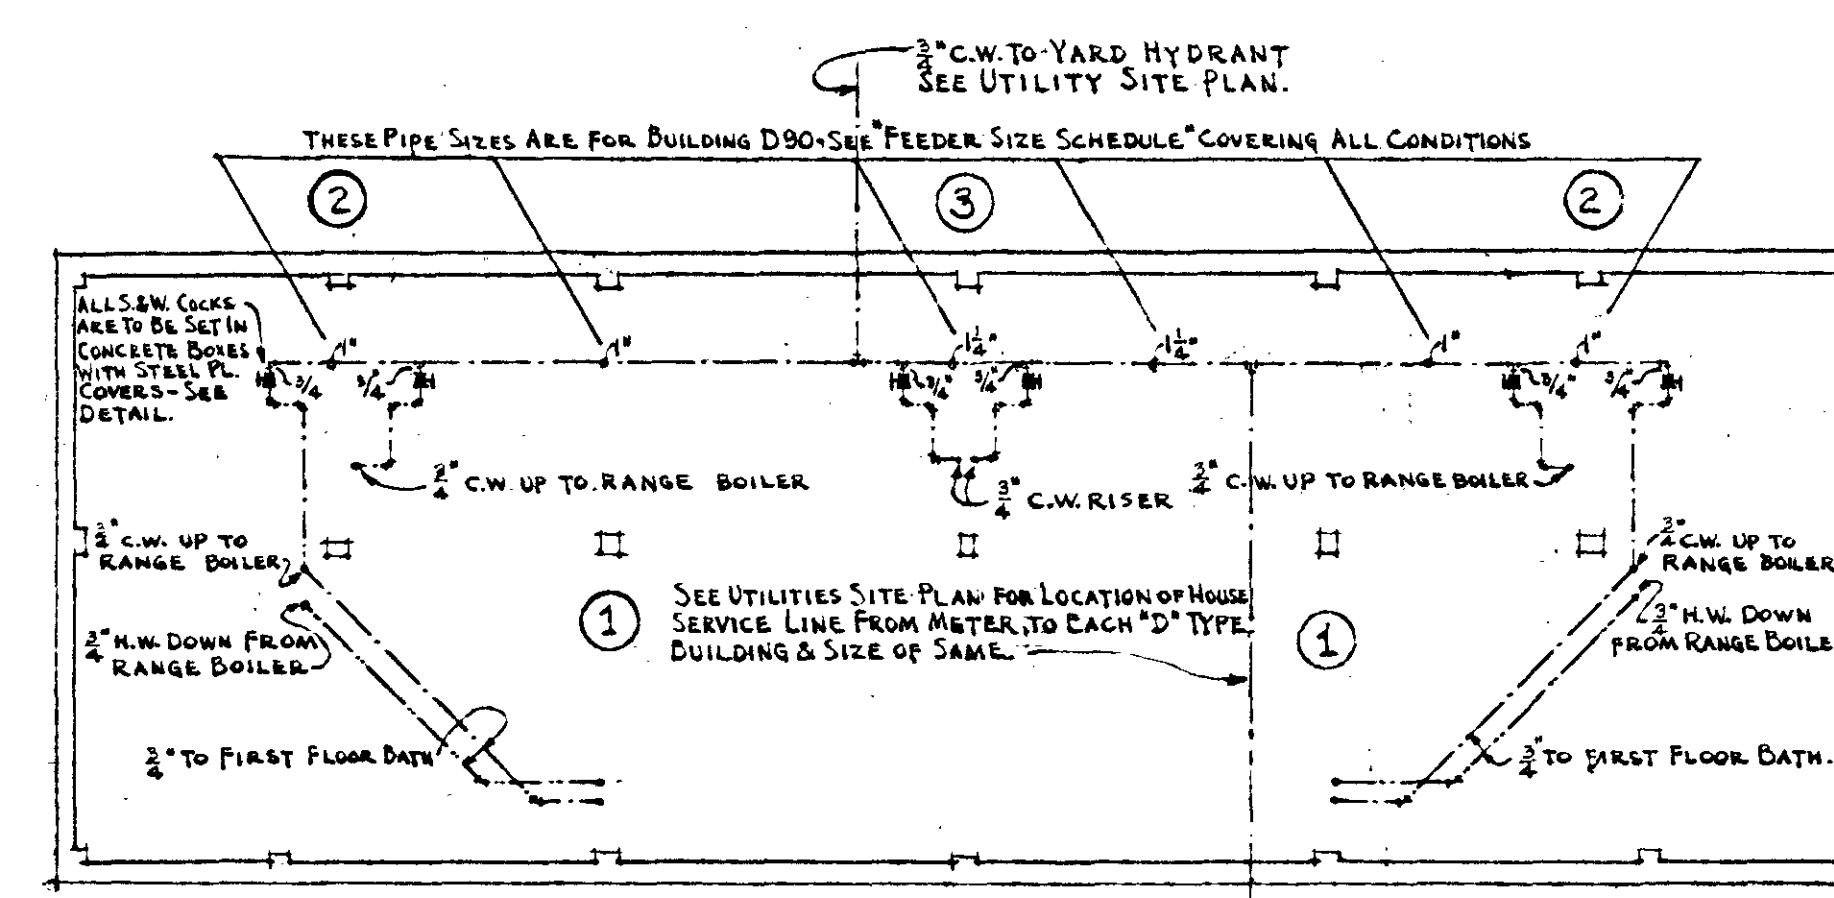 3/4" C.W. TO YARD HYDRANT
SEE UTILITY SITE PLAN.
THESE PIPE SIZES ARE FOR BUILDING D90. SEE "FEEDER SIZE SCHEDULE" COVERING ALL CONDITIONS
2
3
2
ALL S.&W. COCKS
ARE TO BE SET IN
CONCRETE BOXES
WITH STEEL PL.
COVERS - SEE
DETAIL.
1"
1"
1 1/4"
1 1/4"
1"
1"
3/4
3/4"
3/4"
3/4"
3/4"
3/4"
3/4" C.W. UP TO RANGE BOILER
3/4" C.W. RISER
3/4" C.W. UP TO RANGE BOILER
C.W. UP TO
RANGE BOILER
3/4" C.W. UP TO
RANGE BOILER
1
SEE UTILITIES SITE PLAN FOR LOCATION OF HOUSE
SERVICE LINE FROM METER, TO EACH "D" TYPE
BUILDING & SIZE OF SAME.
1
3/4" H.W. DOWN FROM
RANGE BOILER
3/4" H.W. DOWN
FROM RANGE BOILE
3/4" TO FIRST FLOOR BATH
3/4" TO FIRST FLOOR BATH.